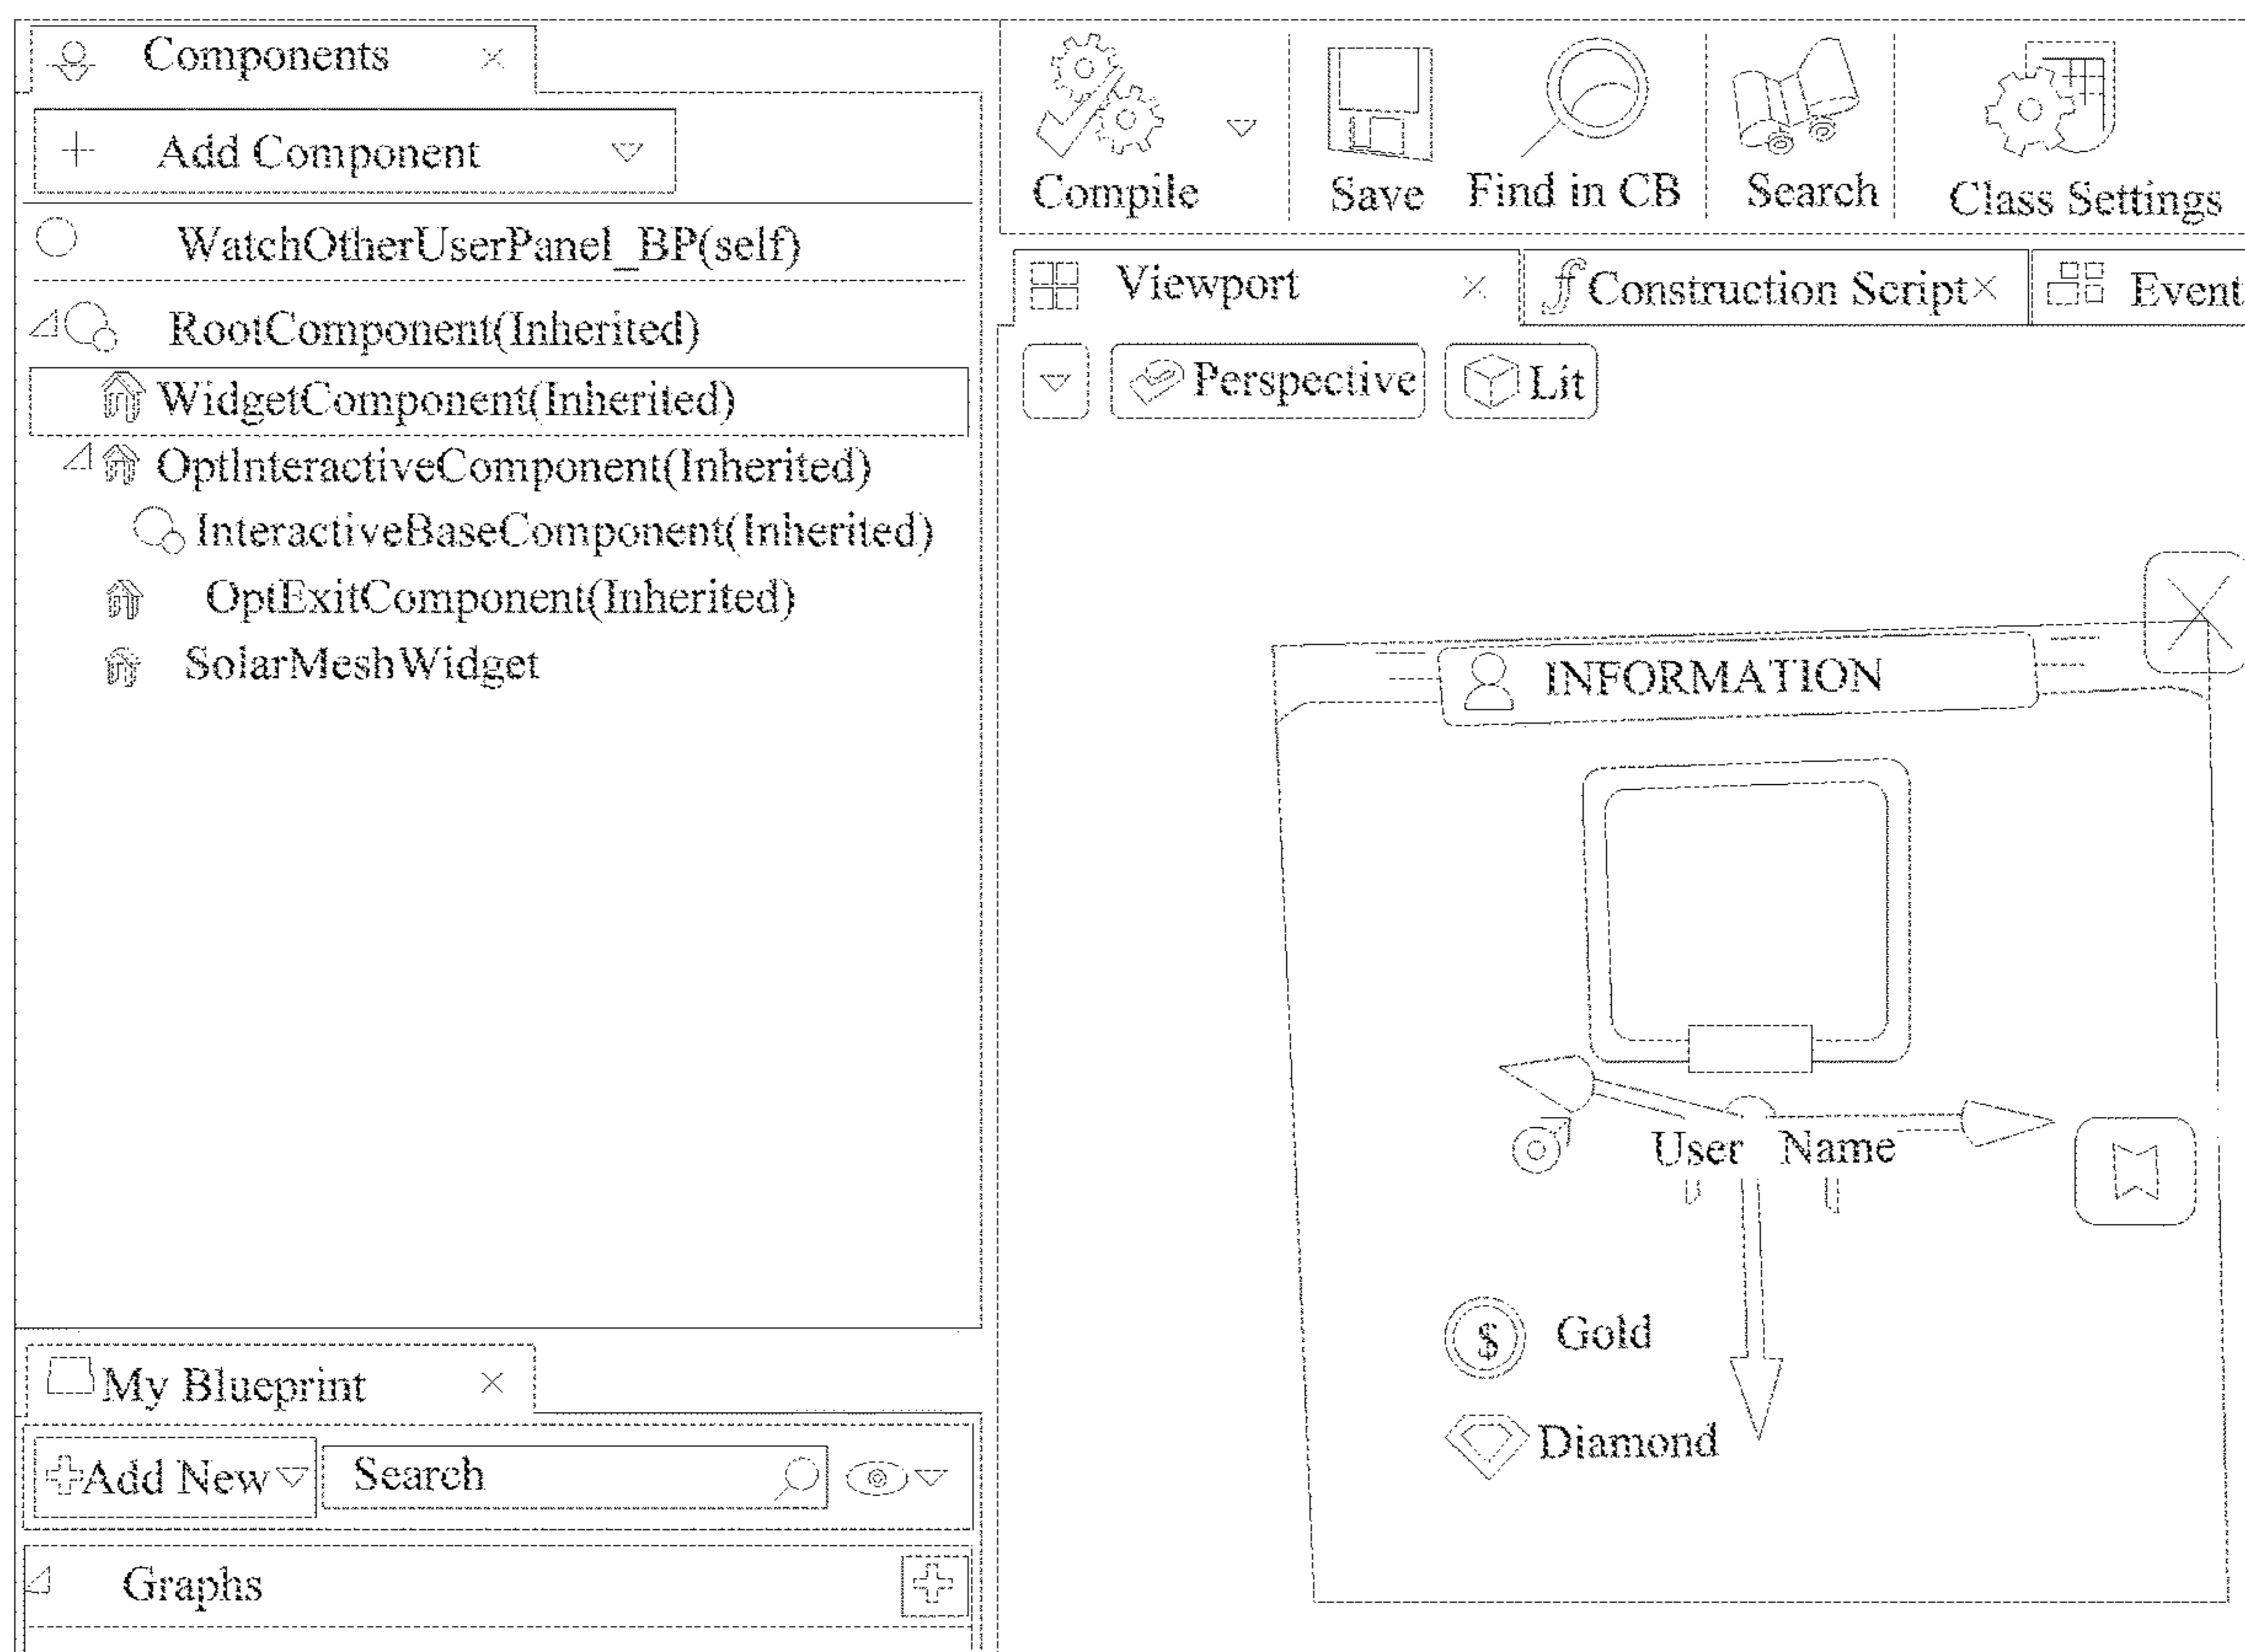 Components
Add Component
WatchOtherUserPanel_BP(self)
RootComponent(Inherited)
WidgetComponent(Inherited)
OptInteractiveComponent(Inherited)
InteractiveBaseComponent(Inherited)
OptExitComponent(Inherited)
SolarMeshWidget
My Blueprint
Add New Search
Graphs
Compile Save Find in CB Search Class Settings
Viewport Construction Script Event
Perspective Lit
INFORMATION
User Name
$ Gold
Diamond